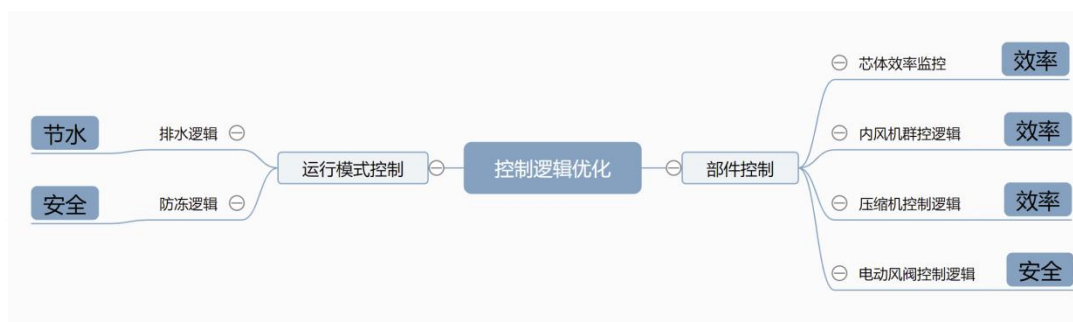 控制逻辑优化
运行模式控制
排水逻辑
节水
防冻逻辑
安全
部件控制
芯体效率监控
效率
内风机群控逻辑
效率
压缩机控制逻辑
效率
电动风阀控制逻辑
安全